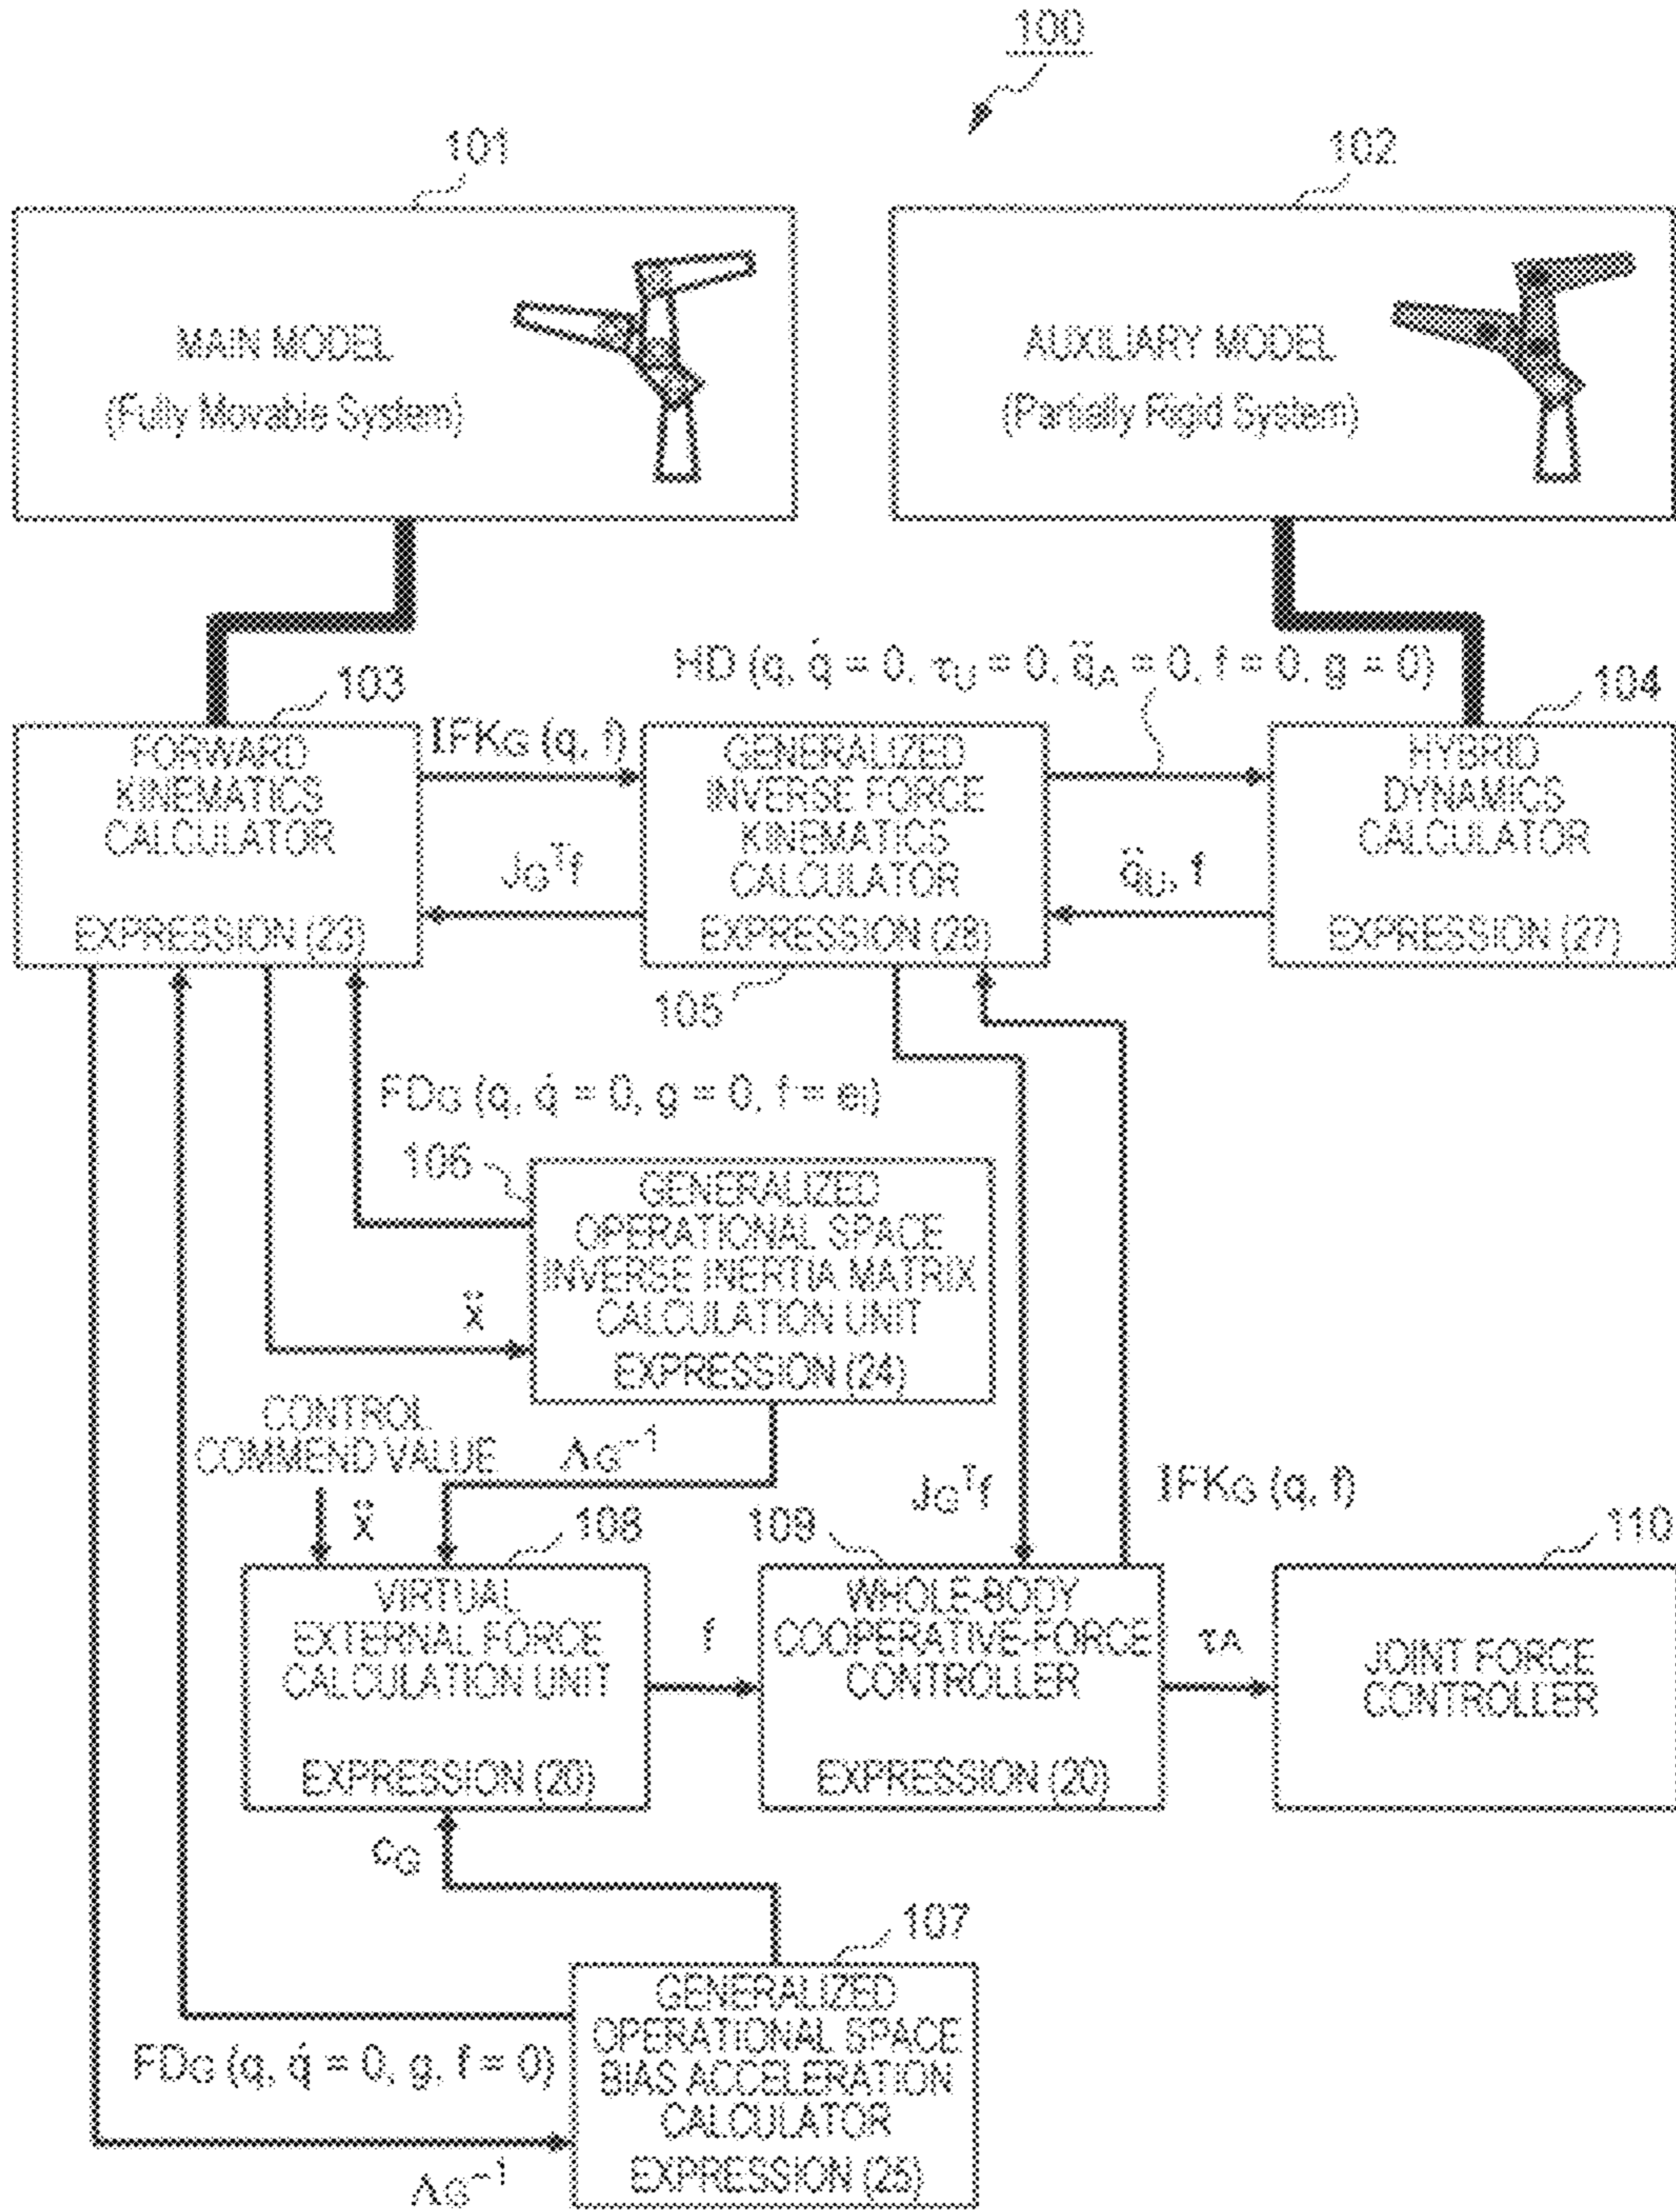 100
101
102
MAIN MODEL
(Fully Movable System)
AUXILIARY MODEL
(Partially Rigid System)
HD (q, q̇ = 0, τU = 0, q̈A = 0, f = 0, g = 0)
103
104
FORWARD
KINEMATICS
CALCULATOR
EXPRESSION (23)
IFKG (q, f)
JGᵀf
GENERALIZED
INVERSE FORCE
KINEMATICS
CALCULATOR
EXPRESSION (28)
q̈U, f
HYBRID
DYNAMICS
CALCULATOR
EXPRESSION (27)
105
FDG (q, q̇ = 0, g = 0, f = ei)
106
GENERALIZED
OPERATIONAL SPACE
INVERSE INERTIA MATRIX
CALCULATION UNIT
EXPRESSION (24)
ẍ
CONTROL
COMMEND VALUE
ẍ
ΛG⁻¹
JGᵀf
IFKG (q, f)
108
109
110
VIRTUAL
EXTERNAL FORCE
CALCULATION UNIT
EXPRESSION (20)
f
WHOLE-BODY
COOPERATIVE-FORCE
CONTROLLER
EXPRESSION (20)
τA
JOINT FORCE
CONTROLLER
cG
107
GENERALIZED
OPERATIONAL SPACE
BIAS ACCELERATION
CALCULATOR
EXPRESSION (25)
FDG (q, q̇ = 0, g, f = 0)
ΛG⁻¹